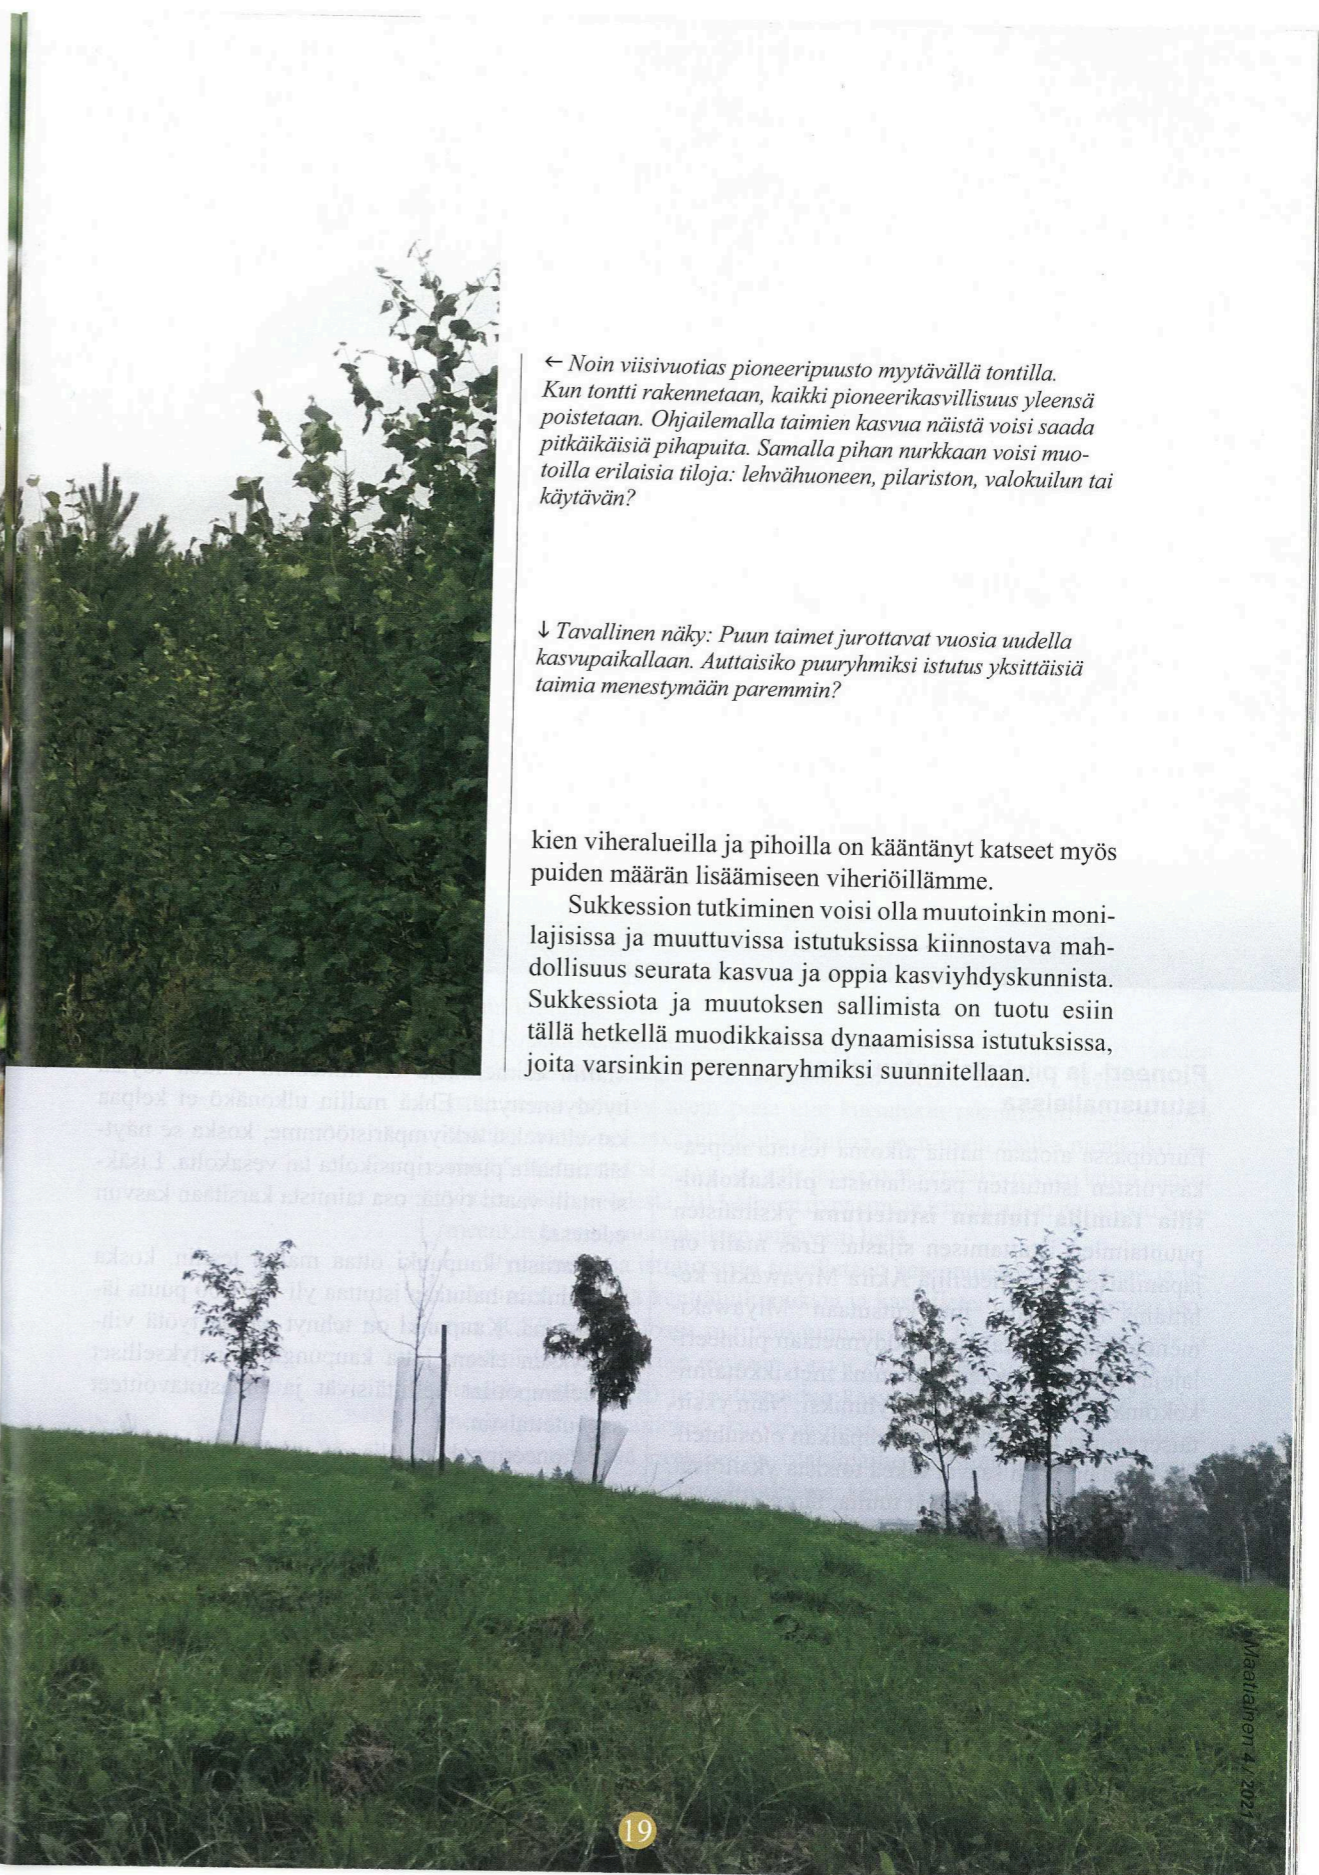 ← Noin viisivuotias pioneeripuusto myytävällä tontilla.
Kun tontti rakennetaan, kaikki pioneerikasvillisuus yleensä
poistetaan. Ohjailemalla taimien kasvua näistä voisi saada
pitkäikäisiä pihapuita. Samalla pihan nurkkaan voisi muo-
toilla erilaisia tiloja: lehvähuoneen, pilariston, valokuilun tai
käytävän?
↓ Tavallinen näky: Puun taimet jurottavat vuosia uudella
kasvupaikallaan. Auttaisiko puuryhmiksi istutus yksittäisiä
taimia menestymään paremmin?
kien viheralueilla ja pihoilla on kääntänyt katseet myös
puiden määrän lisäämiseen viheriöillämme.
Sukkession tutkiminen voisi olla muutoinkin moni-
lajisissa ja muuttuvissa istutuksissa kiinnostava mah-
dollisuus seurata kasvua ja oppia kasviyhdyskunnista.
Sukkessiota ja muutoksen sallimista on tuotu esiin
tällä hetkellä muodikkaissa dynaamisissa istutuksissa,
joita varsinkin perennaryhmiksi suunnitellaan.
Maatiainen 4 / 2021
19